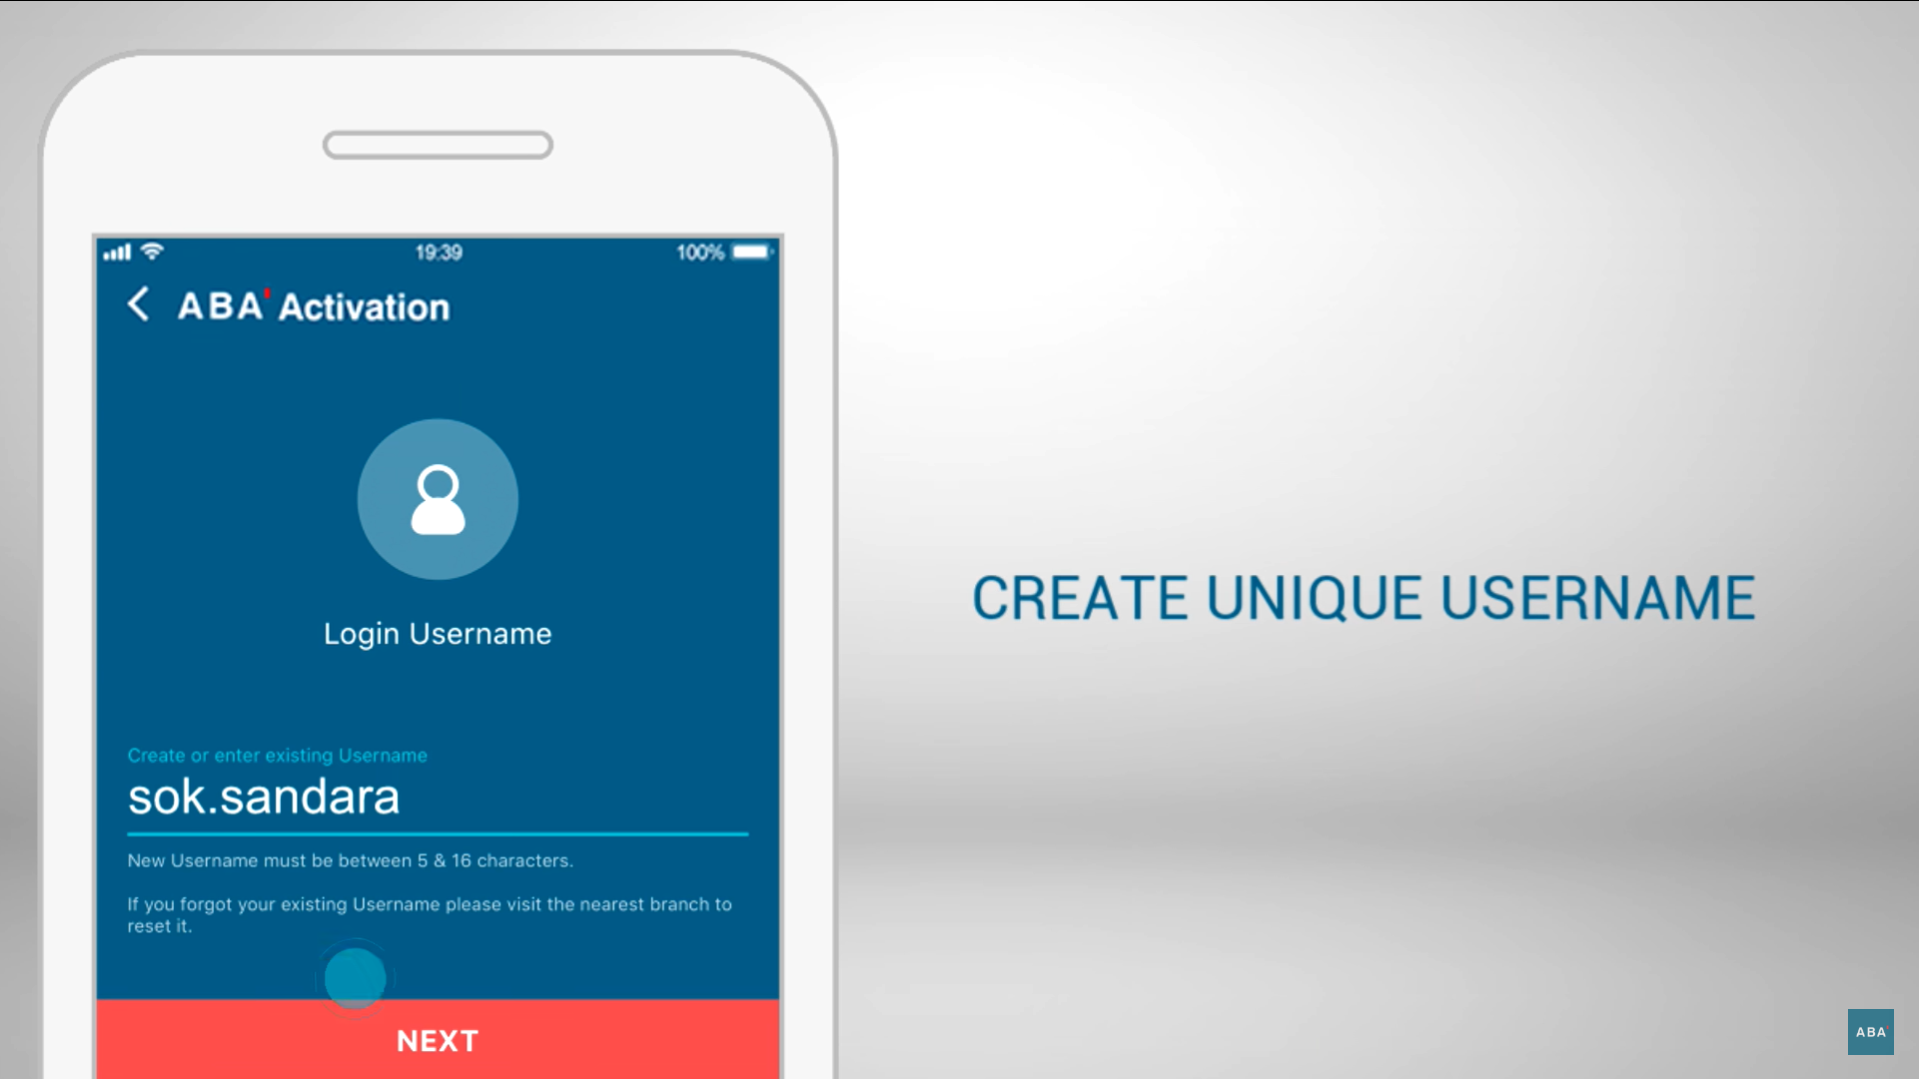 19:39
100%
ABA' Activation
Login Username
Create or enter existing Username
sok.sandara
New Username must be between 5 & 16 characters.
If you forgot your existing Username please visit the nearest branch to
reset it.
NEXT
CREATE UNIQUE USERNAME
ABA